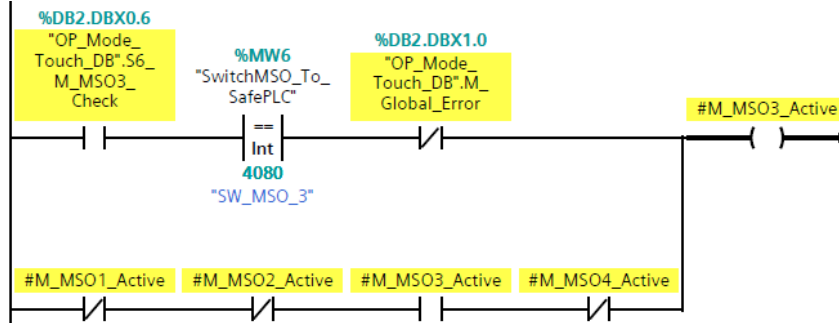 %DB2.DBX0.6
"OP_Mode_
Touch_DB".S6_
M_MSO3_
Check
%MW6
"SwitchMSO_To_
SafePLC"
==
Int
4080
"SW_MSO_3"
%DB2.DBX1.0
"OP_Mode_
Touch_DB".M_
Global_Error
#M_MSO3_Active
#M_MSO1_Active
#M_MSO2_Active
#M_MSO3_Active
#M_MSO4_Active